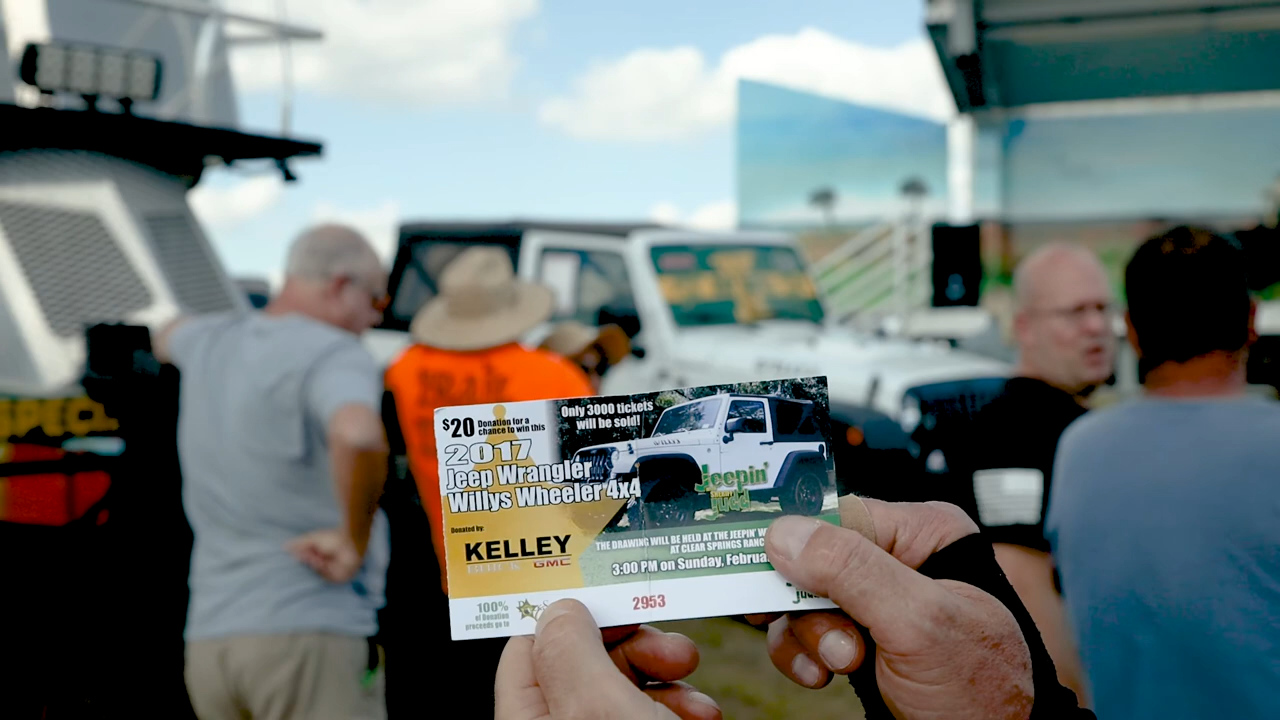 $20 Donation for a
chance to win this
2017
Jeep Wrangler
Willys Wheeler 4x4
Only 3000 tickets
will be sold!
Jeepin'
Judd
THE DRAWING WILL BE HELD AT THE JEEPIN'
AT CLEAR SPRINGS
3:00 PM on Sunday,
Donated by:
KELLEY
GMC
100%
of Donation
proceeds go to
2953